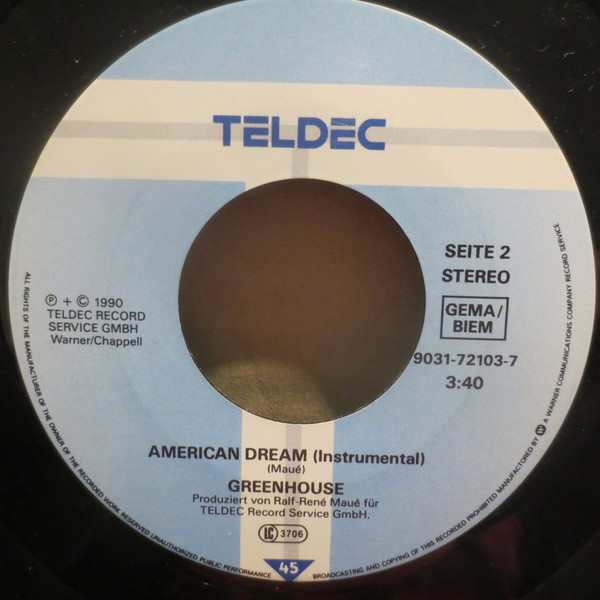 TELDEC
SEITE 2
STEREO
GEMA/
BIEM
9031-72103-7
3:40
Ⓟ + © 1990
TELDEC RECORD
SERVICE GMBH
Warner/Chappell
AMERICAN DREAM (Instrumental)
(Maué)
GREENHOUSE
Produziert von Ralf-René Maué für
TELDEC Record Service GmbH.
LC 3706
45
ALL RIGHTS OF THE MANUFACTURER OF THE OWNER OF THE RECORDED WORK RESERVED UNAUTHORIZED PUBLIC PERFORMANCE BROADCASTING AND COPYING OF THIS RECORD PROHIBITED MANUFACTURED BY W A WARNER COMMUNICATIONS COMPANY RECORD SERVICE